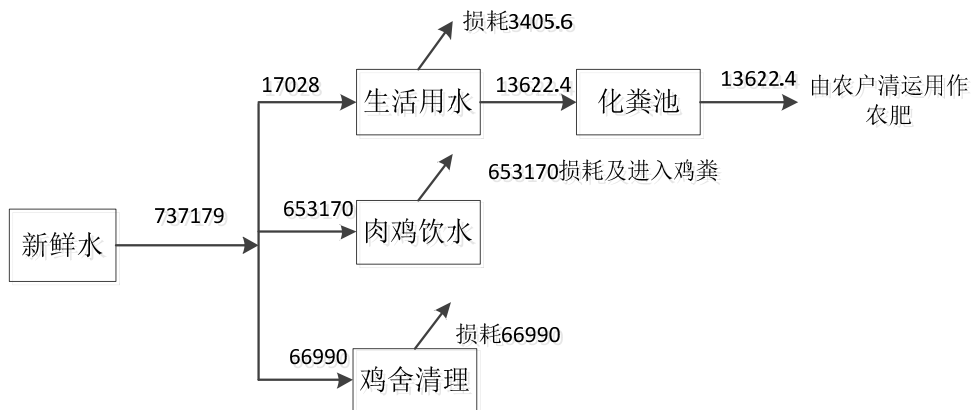 损耗3405.6
17028
生活用水
13622.4
化粪池
13622.4
由农户清运用作
农肥
653170损耗及进入鸡粪
737179
653170
新鲜水
肉鸡饮水
损耗66990
66990
鸡舍清理